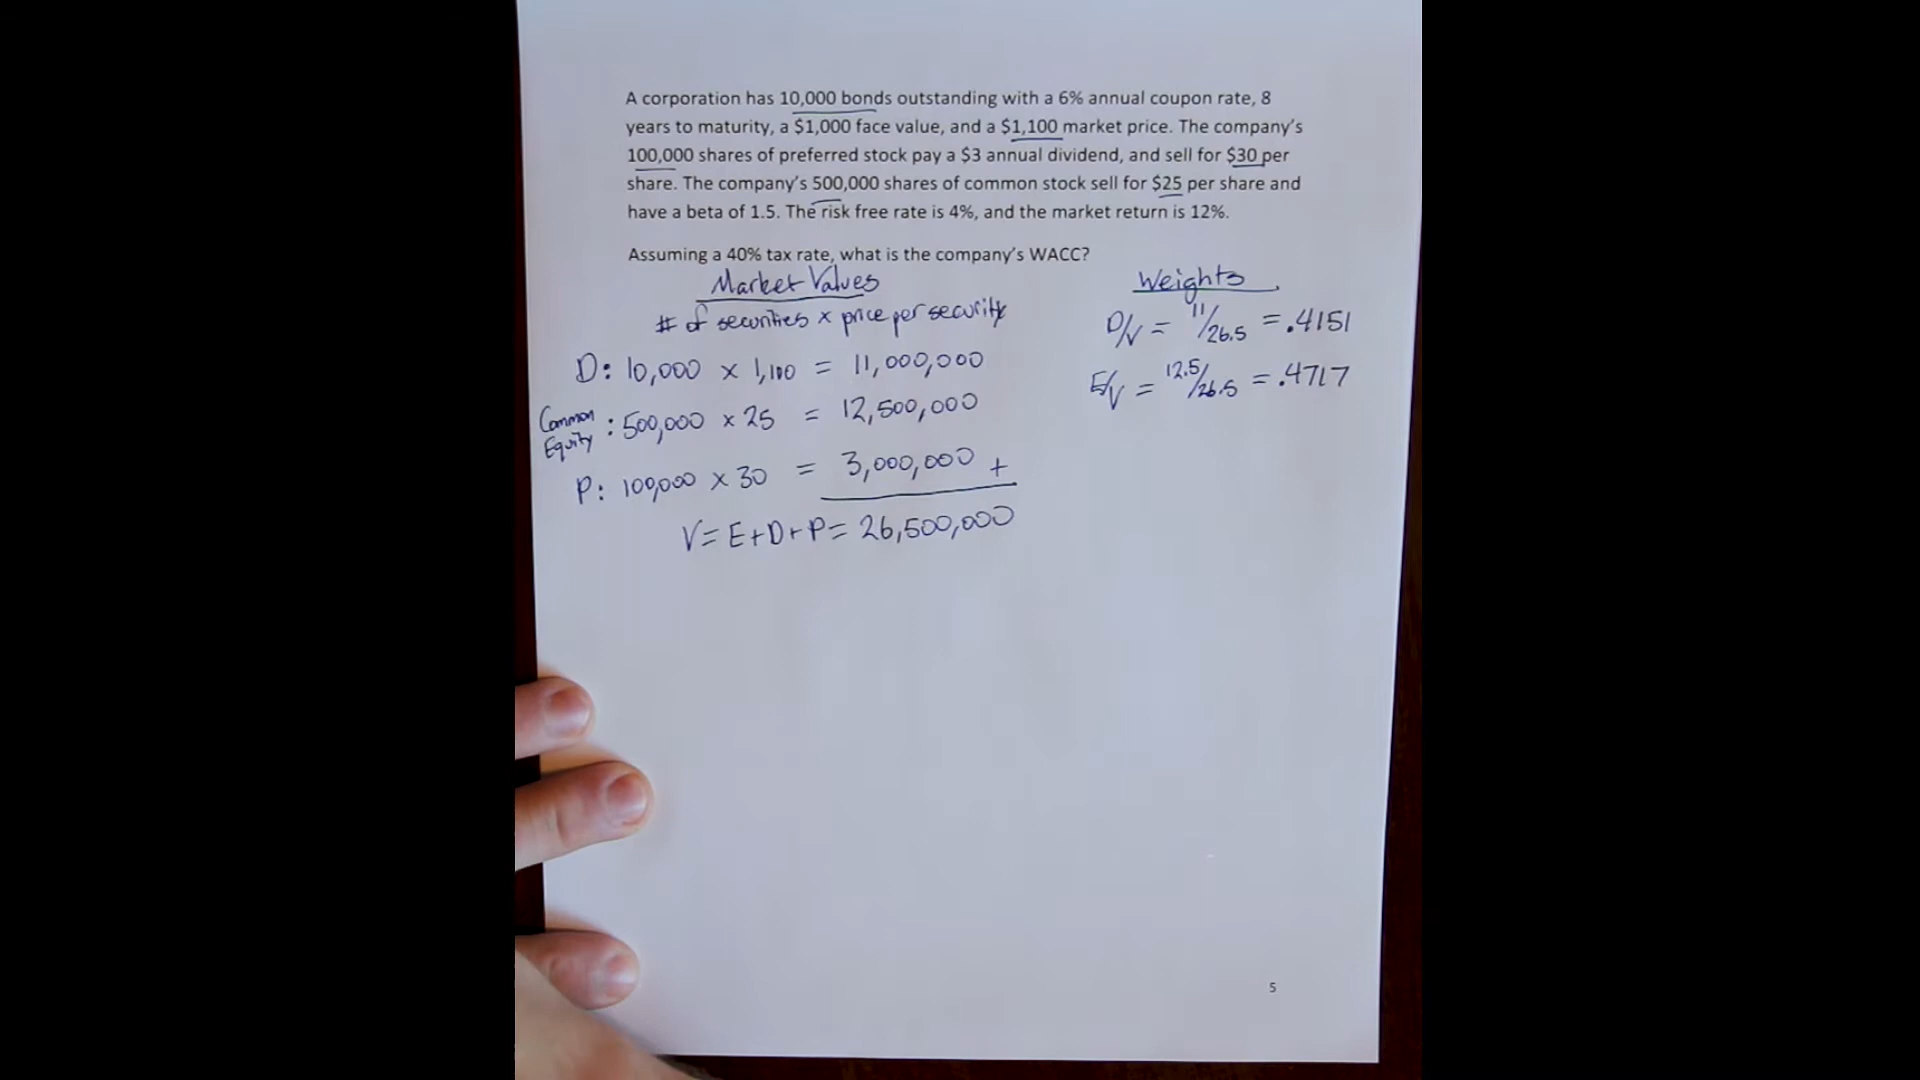 A corporation has 10,000 bonds outstanding with a 6% annual coupon rate, 8
years to maturity, a $1,000 face value, and a $1,100 market price. The company's
100,000 shares of preferred stock pay a $3 annual dividend, and sell for $30 per
share. The company's 500,000 shares of common stock sell for $25 per share and
have a beta of 1.5. The risk free rate is 4%, and the market return is 12%.
Assuming a 40% tax rate, what is the company's WACC?
Market Values
# of securities × price per security
D: 10,000 × 1,100 = 11,000,000
Common
Equity : 500,000 × 25 = 12,500,000
P: 100,000 × 30 = 3,000,000 +
V = E+D+P = 26,500,000
Weights
D/V = 11/26.5 = .4151
E/V = 12.5/26.5 = .4717
5